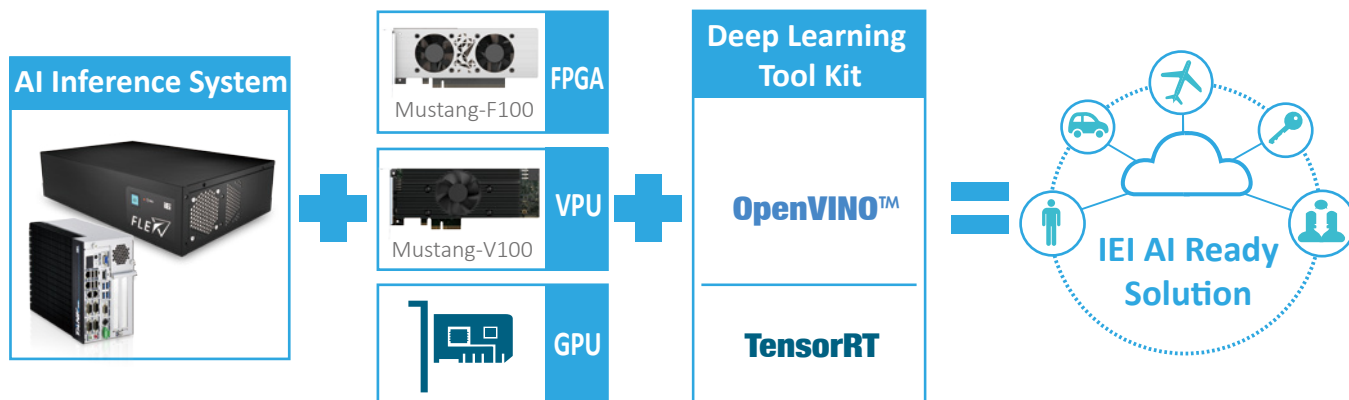 AI Inference System
FLEX
Mustang-F100
FPGA
Mustang-V100
VPU
GPU
Deep Learning
Tool Kit
OpenVINO™
TensorRT
IEI AI Ready
Solution